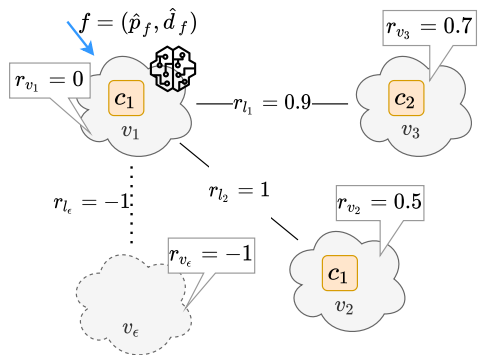 f = (p̂_f, d̂_f)
r_{v_1} = 0
c_1
v_1
r_{l_1} = 0.9
r_{v_3} = 0.7
c_2
v_3
r_{l_ϵ} = −1
r_{l_2} = 1
r_{v_2} = 0.5
c_1
v_2
r_{v_ϵ} = −1
v_ϵ